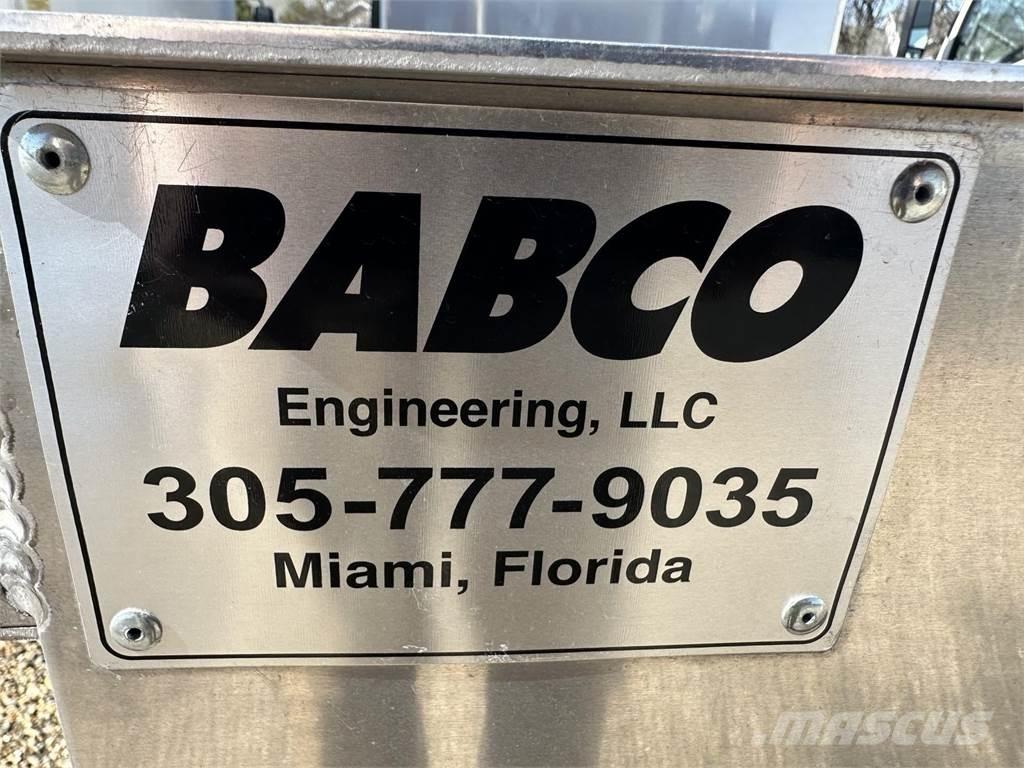 BABCO
Engineering, LLC
305-777-9035
Miami, Florida
MASCUS